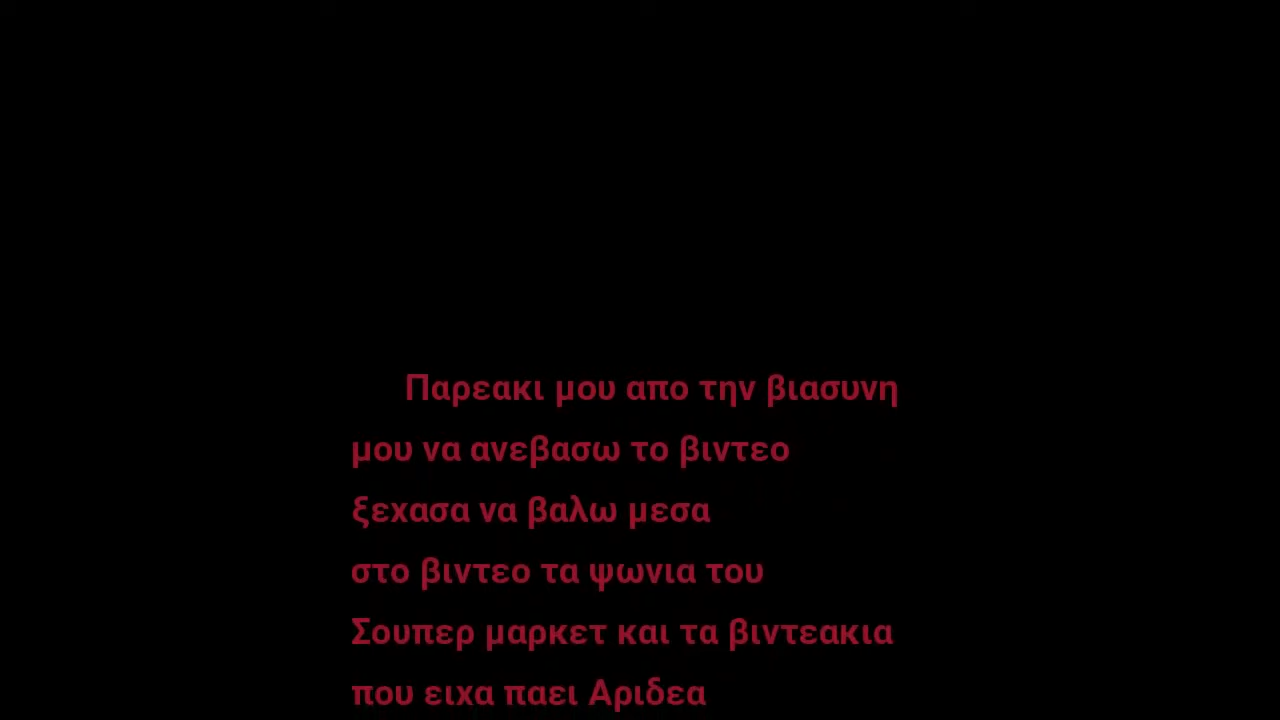 Παρεακι μου απο την βιασυνη
μου να ανεβασω το βιντεο
ξεχασα να βαλω μεσα
στο βιντεο τα ψωνια του
Σουπερ μαρκετ και τα βιντεακια
που ειχα παει Αριδεα